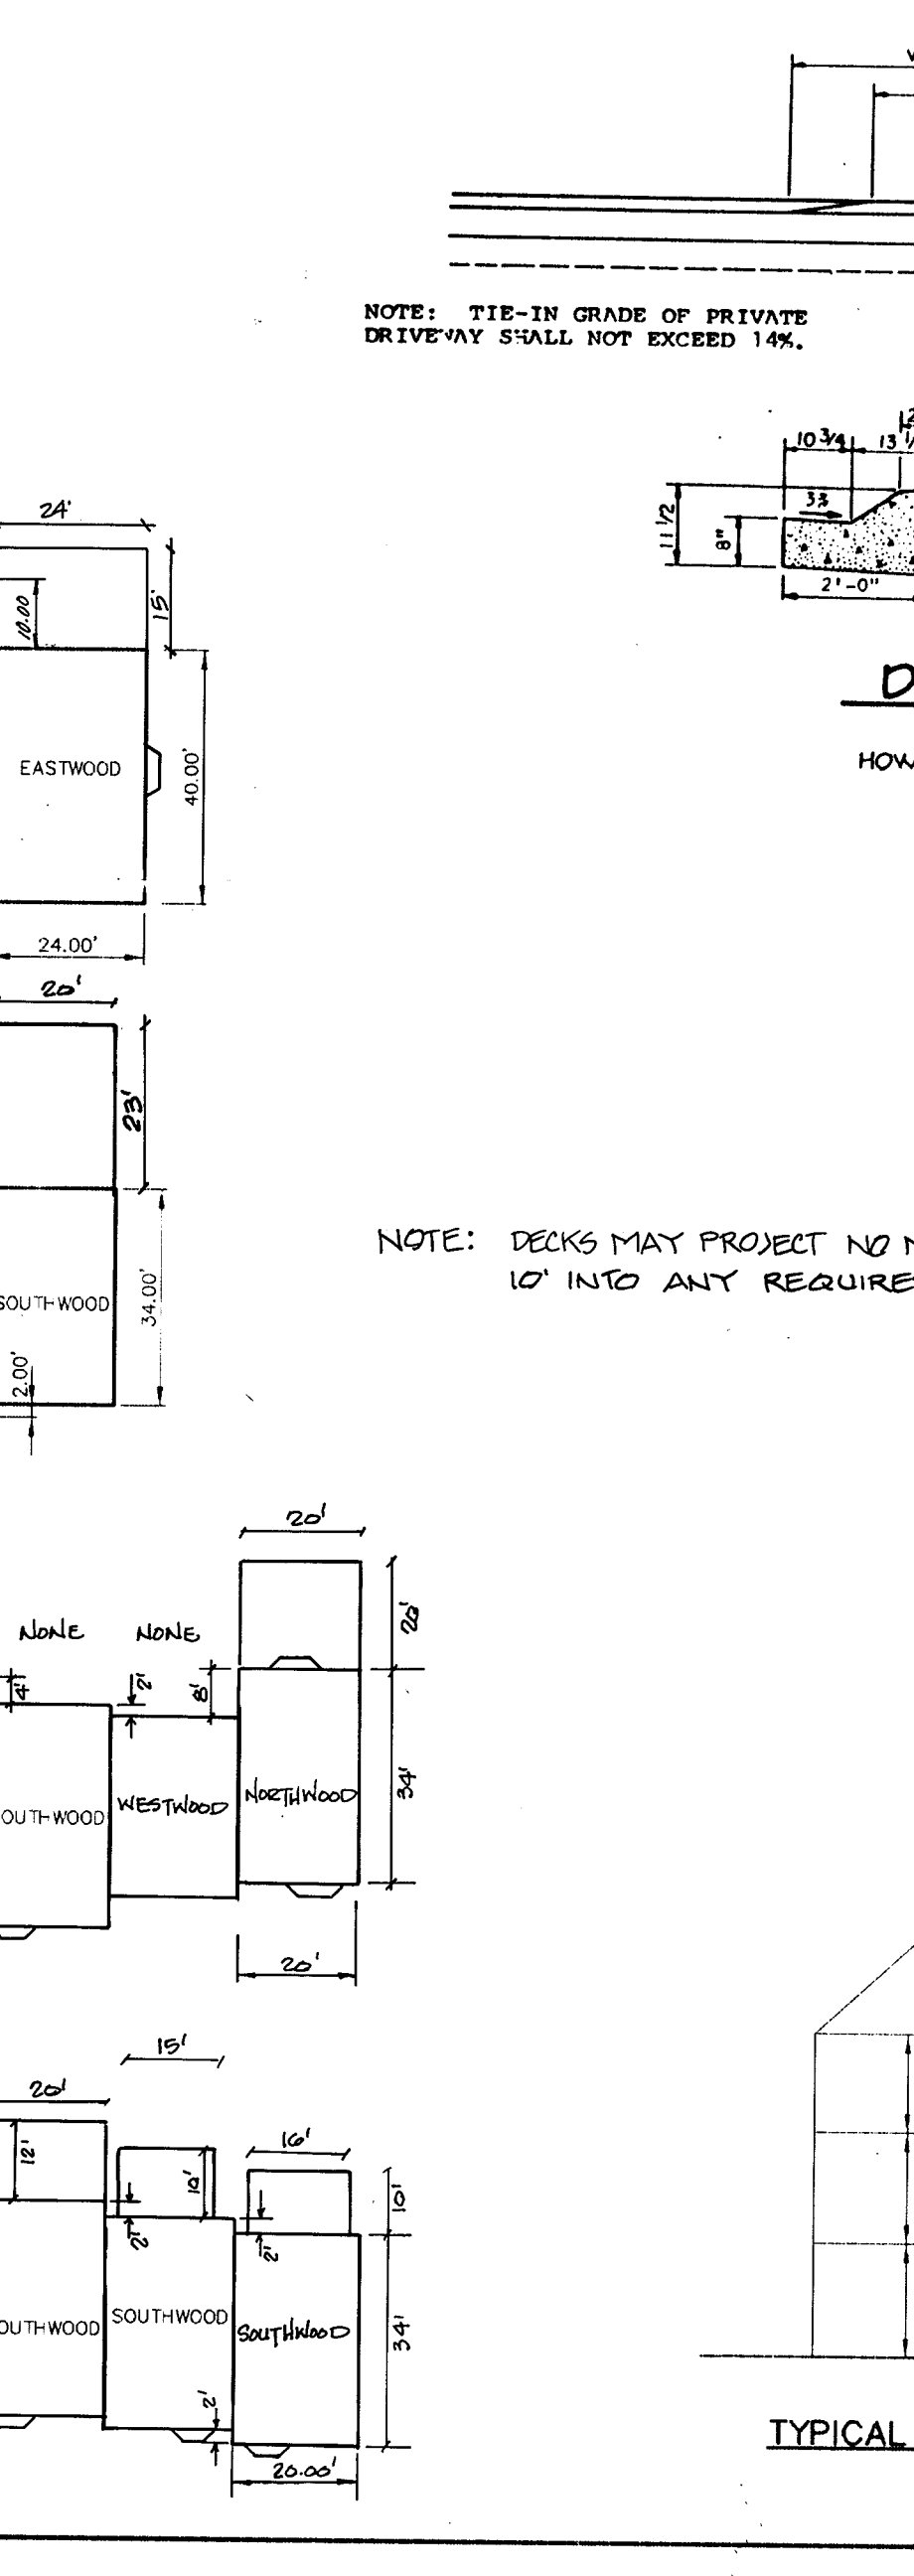 NOTE: TIE-IN GRADE OF PRIVATE
DRIVEWAY SHALL NOT EXCEED 14%.
10 3/4
13
3%
11 1/2
8"
2'-0"
D
24'
10.00
15'
EASTWOOD
40.00'
24.00'
20'
23'
SOUTHWOOD
34.00'
2.00'
NOTE: DECKS MAY PROJECT NO
10' INTO ANY
20'
NONE
NONE
4'
2'
8'
20'
OUTHWOOD
WESTWOOD
NORTHWOOD
34'
20'
15'
20'
16'
12'
10'
10'
2'
2'
OUTHWOOD
SOUTHWOOD
SOUTHWOOD
34'
2'
20.00'
TYPICAL